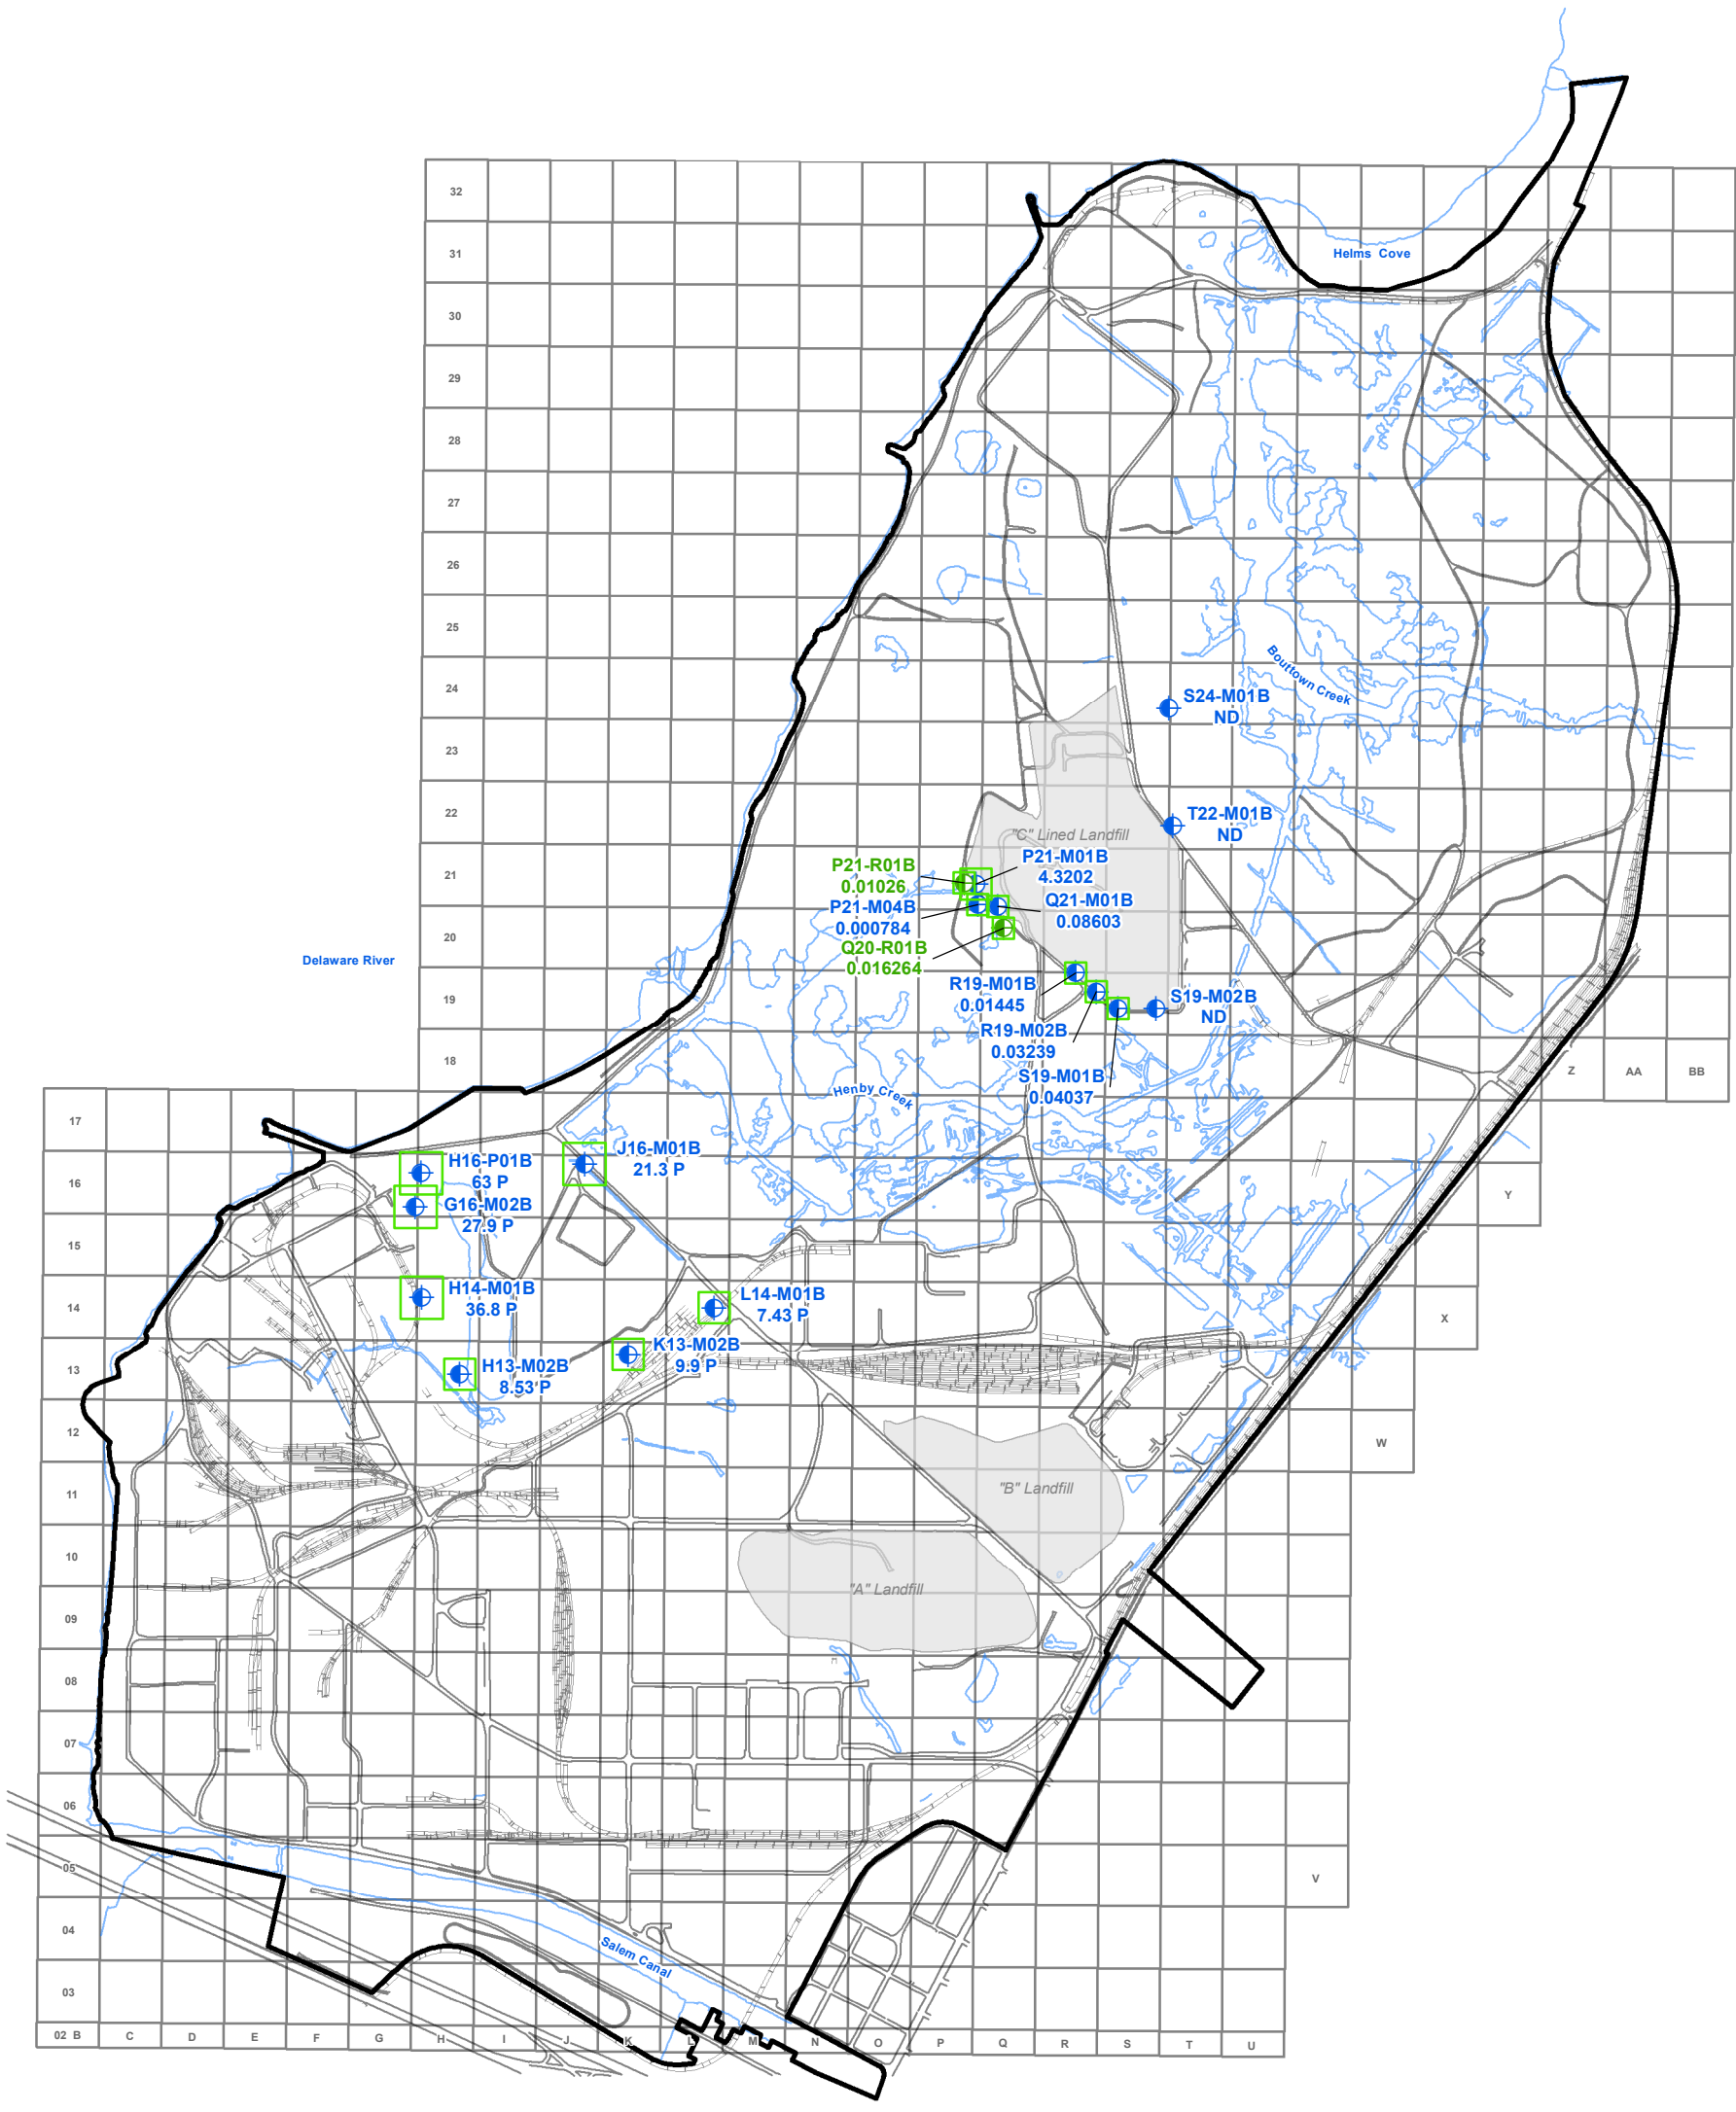 32
31
Helms Cove
30
29
28
27
26
25
Bouttown Creek
24
S24-M01B
ND
23
22
T22-M01B
ND
"C" Lined Landfill
P21-R01B
0.01026
P21-M01B
4.3202
21
P21-M04B
0.000784
Q21-M01B
0.08603
20
Q20-R01B
0.016264
Delaware River
19
R19-M01B
0.01445
S19-M02B
ND
R19-M02B
0.03239
18
S19-M01B
0.04037
Z
AA
BB
Henby Creek
17
H16-P01B
63 P
J16-M01B
21.3 P
16
G16-M02B
27.9 P
Y
15
H14-M01B
36.8 P
L14-M01B
7.43 P
14
X
K13-M02B
9.9 P
13
H13-M02B
8.53 P
12
W
11
"B" Landfill
10
"A" Landfill
09
08
07
06
05
V
04
Salem Canal
03
02 B C D E F G H I J K L M N O P Q R S T U